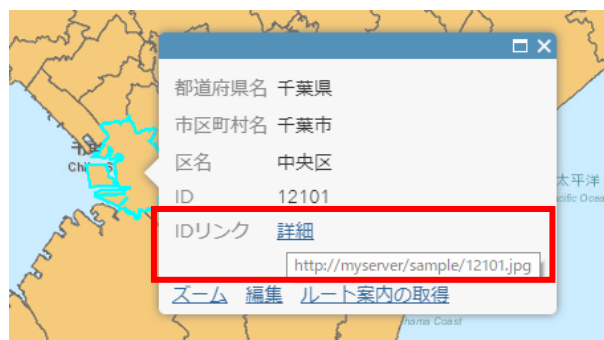 都道府県名 千葉県
市区町村名 千葉市
区名 中央区
ID 12101
IDリンク 詳細
http://myserver/sample/12101.jpg
ズーム 編集 ルート案内の取得
太平洋